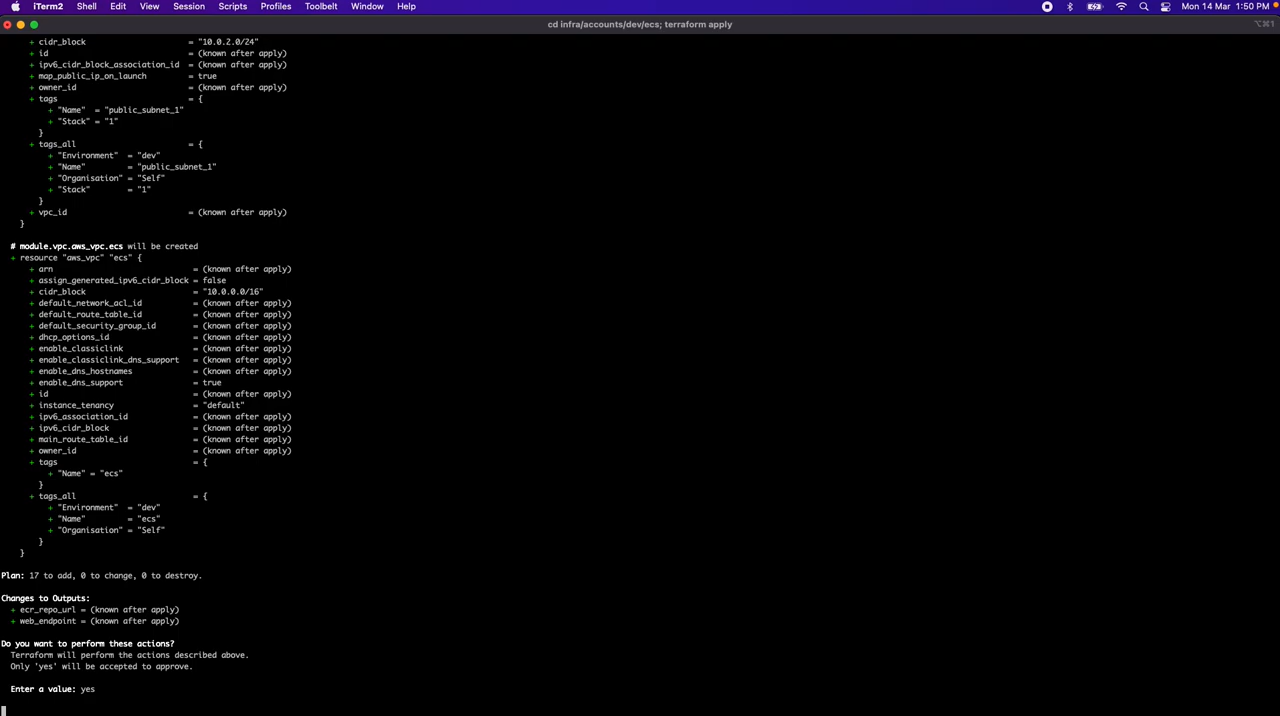 iTerm2 Shell Edit View Session Scripts Profiles Toolbelt Window Help Mon 14 Mar 1:50 PM
cd infra/accounts/dev/ecs; terraform apply ⌥⌘1
+ cidr_block = "10.0.2.0/24"
+ id = (known after apply)
+ ipv6_cidr_block_association_id = (known after apply)
+ map_public_ip_on_launch = true
+ owner_id = (known after apply)
+ tags = {
+ "Name" = "public_subnet_1"
+ "Stack" = "1"
}
+ tags_all = {
+ "Environment" = "dev"
+ "Name" = "public_subnet_1"
+ "Organisation" = "Self"
+ "Stack" = "1"
}
+ vpc_id = (known after apply)
}
# module.vpc.aws_vpc.ecs will be created
+ resource "aws_vpc" "ecs" {
+ arn = (known after apply)
+ assign_generated_ipv6_cidr_block = false
+ cidr_block = "10.0.0.0/16"
+ default_network_acl_id = (known after apply)
+ default_route_table_id = (known after apply)
+ default_security_group_id = (known after apply)
+ dhcp_options_id = (known after apply)
+ enable_classiclink = (known after apply)
+ enable_classiclink_dns_support = (known after apply)
+ enable_dns_hostnames = (known after apply)
+ enable_dns_support = true
+ id = (known after apply)
+ instance_tenancy = "default"
+ ipv6_association_id = (known after apply)
+ ipv6_cidr_block = (known after apply)
+ main_route_table_id = (known after apply)
+ owner_id = (known after apply)
+ tags = {
+ "Name" = "ecs"
}
+ tags_all = {
+ "Environment" = "dev"
+ "Name" = "ecs"
+ "Organisation" = "Self"
}
}
Plan: 17 to add, 0 to change, 0 to destroy.
Changes to Outputs:
+ ecr_repo_url = (known after apply)
+ web_endpoint = (known after apply)
Do you want to perform these actions?
Terraform will perform the actions described above.
Only 'yes' will be accepted to approve.
Enter a value: yes